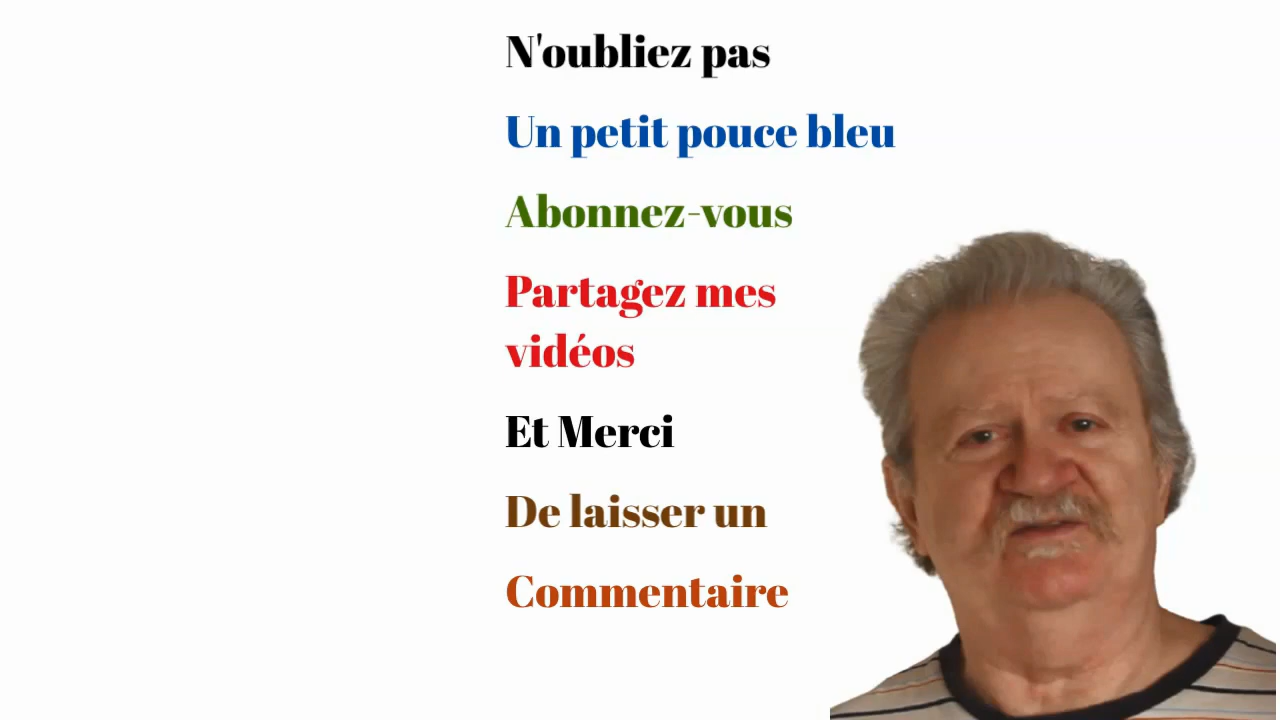 N'oubliez pas
Un petit pouce bleu
Abonnez-vous
Partagez mes
vidéos
Et Merci
De laisser un
Commentaire